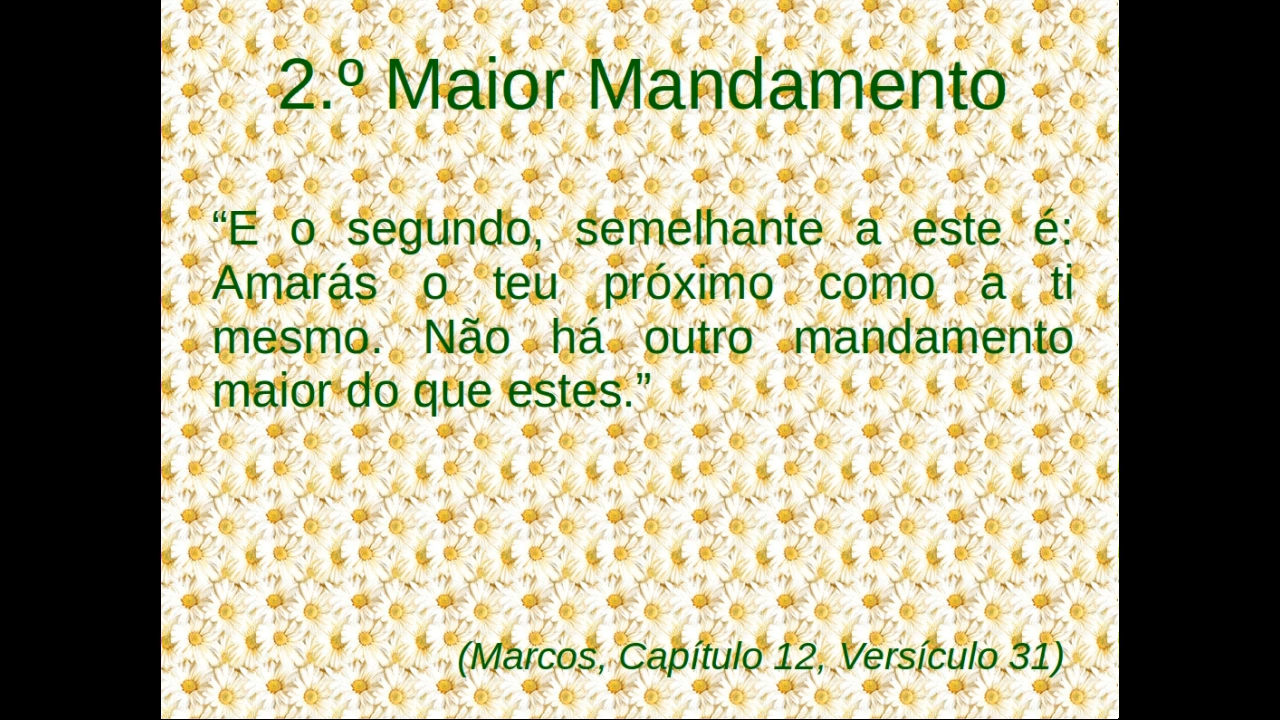 2.º Maior Mandamento
“E o segundo, semelhante a este é:
Amarás o teu próximo como a ti
mesmo. Não há outro mandamento
maior do que estes.”
(Marcos, Capítulo 12, Versículo 31)